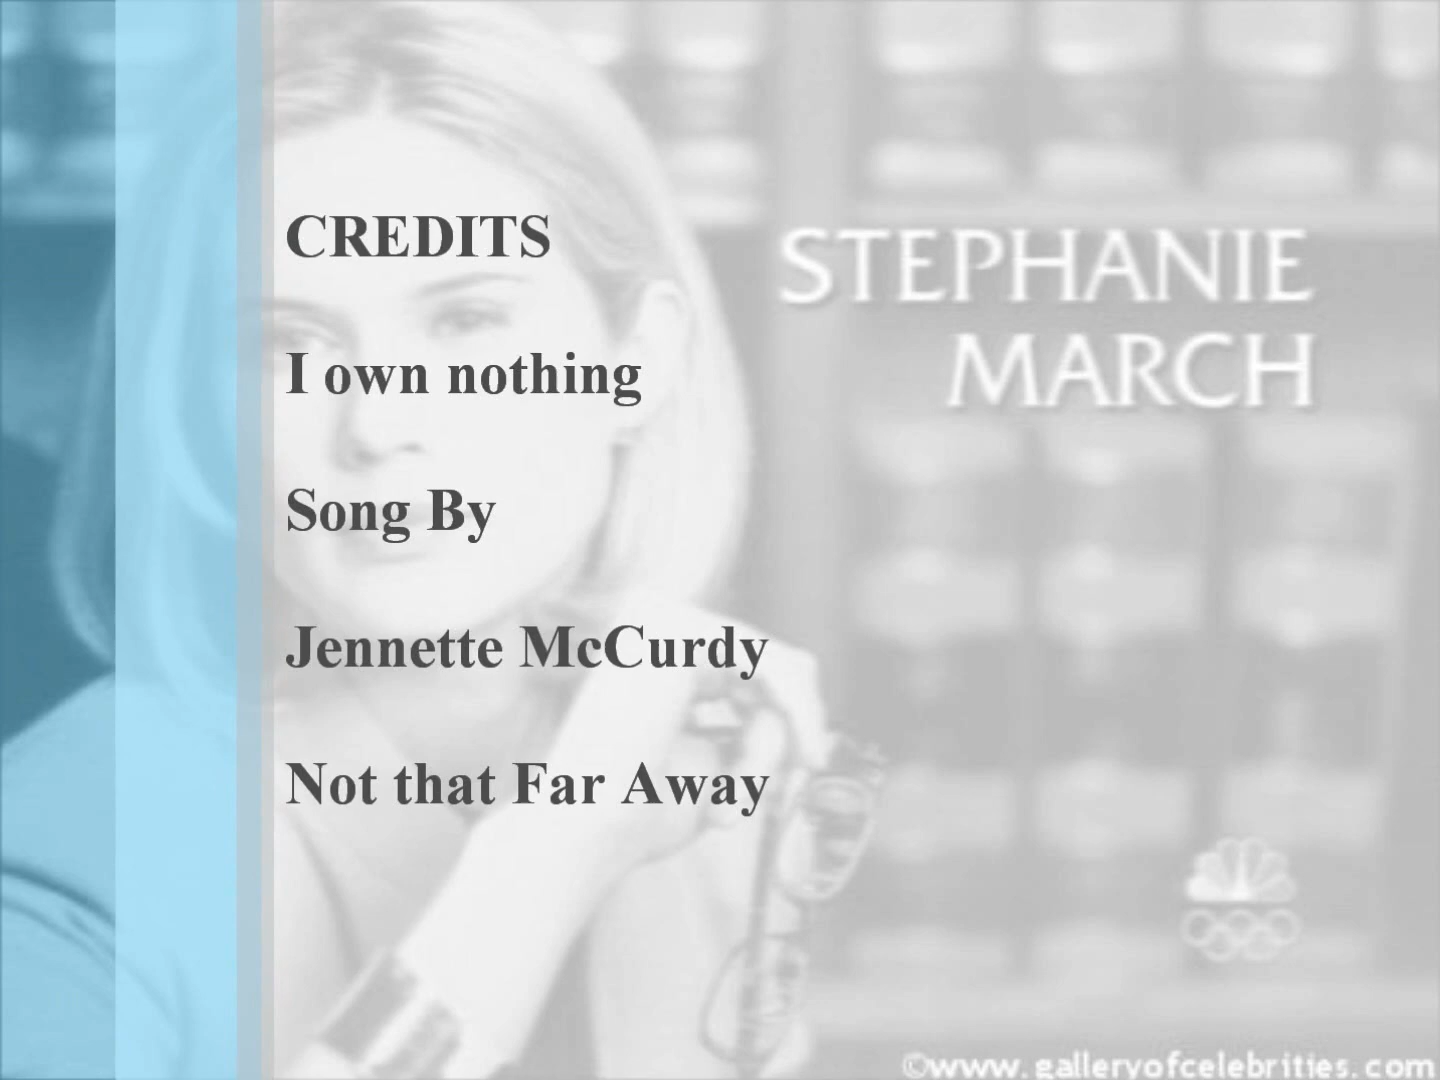 CREDITS
I own nothing
Song By
Jennette McCurdy
Not that Far Away
STEPHANIE
MARCH
©www.galleryofcelebrities.com